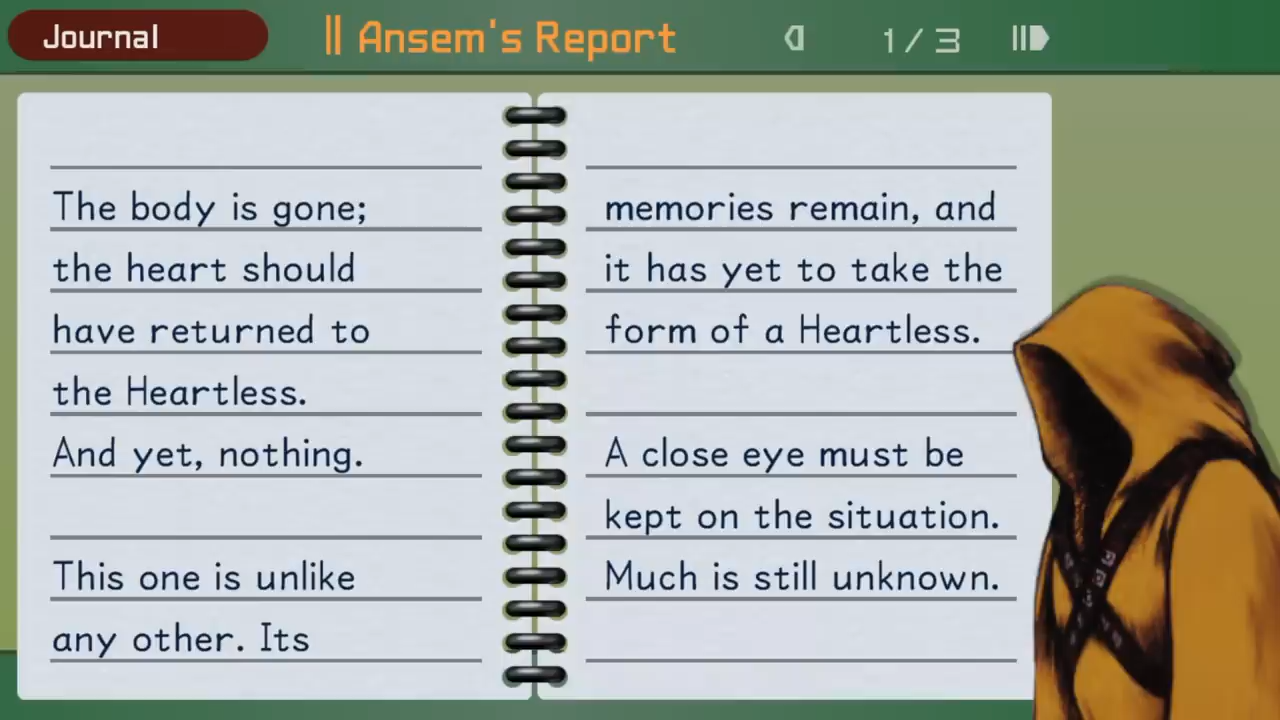 Journal
Ansem's Report
1/3
The body is gone;
the heart should
have returned to
the Heartless.
And yet, nothing.
This one is unlike
any other. Its
memories remain, and
it has yet to take the
form of a Heartless.
A close eye must be
kept on the situation.
Much is still unknown.